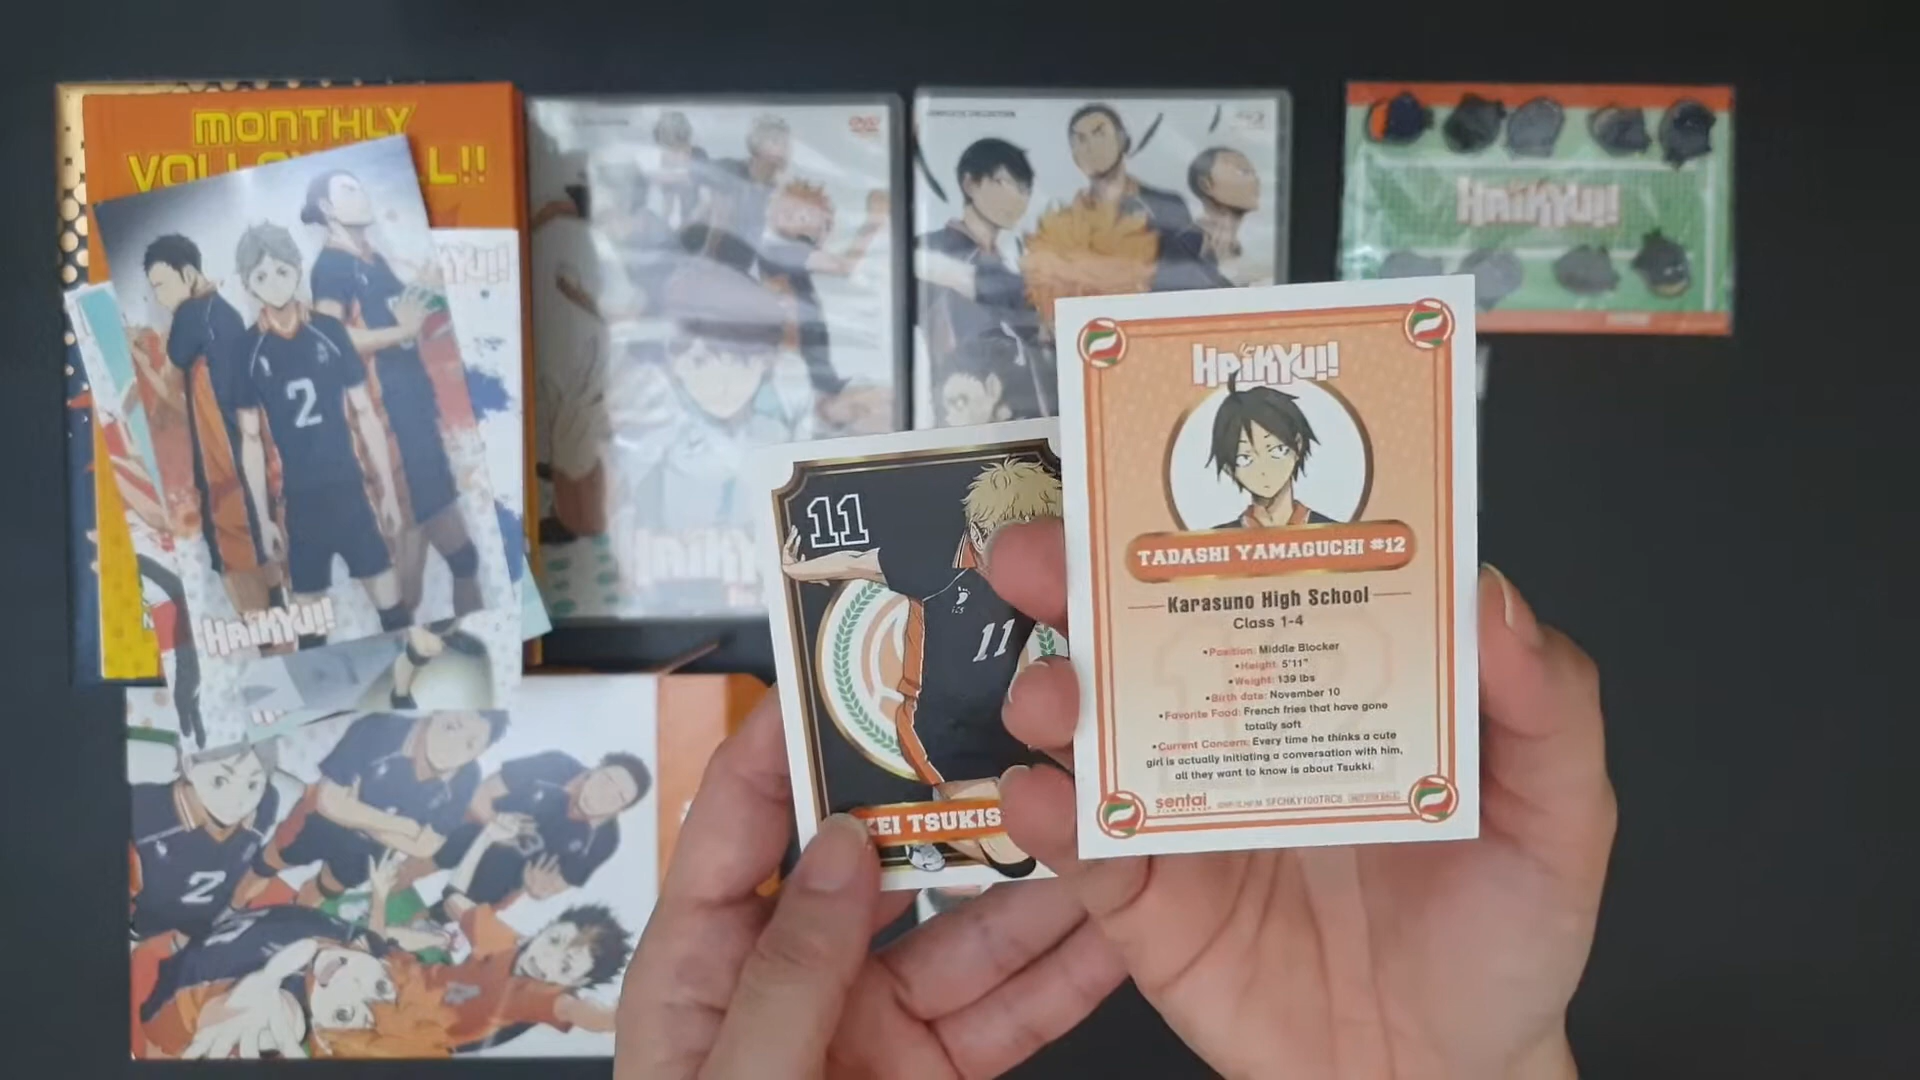 MONTHLY
HAIKYU!!
2
HAIKYU!!
2
COMPLETE COLLECTION
HAIKYU!!
11
11
KEI TSUKIS
HAIKYU!!
TADASHI YAMAGUCHI #12
Karasuno High School
Class 1-4
•Position: Middle Blocker
•Height: 5'11"
•Weight: 139 lbs
•Birth date: November 10
•Favorite Food: French fries that have gone
totally soft
•Current Concern: Every time he thinks a cute
girl is actually initiating a conversation with him,
all they want to know is about Tsukki.
sentai